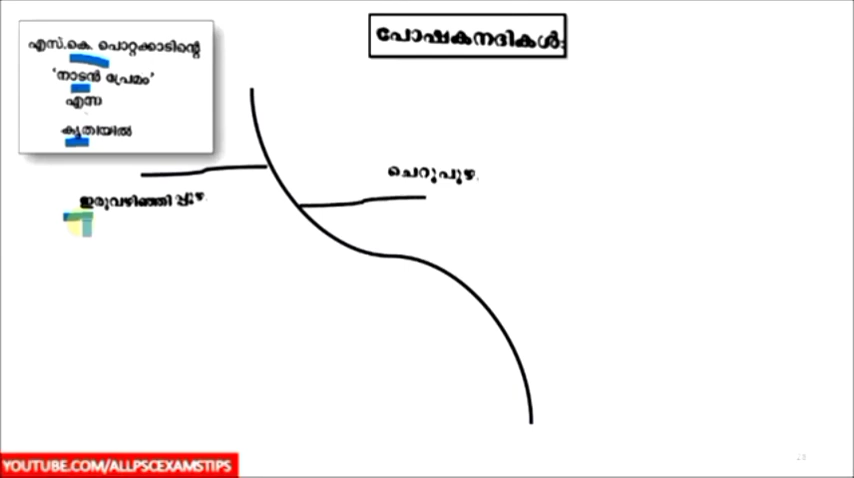 എസ്.കെ. പൊറ്റക്കാടിന്റെ
'നാടൻ പ്രേമം'
എന്ന
കൃതിയിൽ
പോഷകനദികൾ:
ചെറുപുഴ.
ഇരുവഴിഞ്ഞിപ്പുഴ.
YOUTUBE.COM/ALLPSCEXAMSTIPS